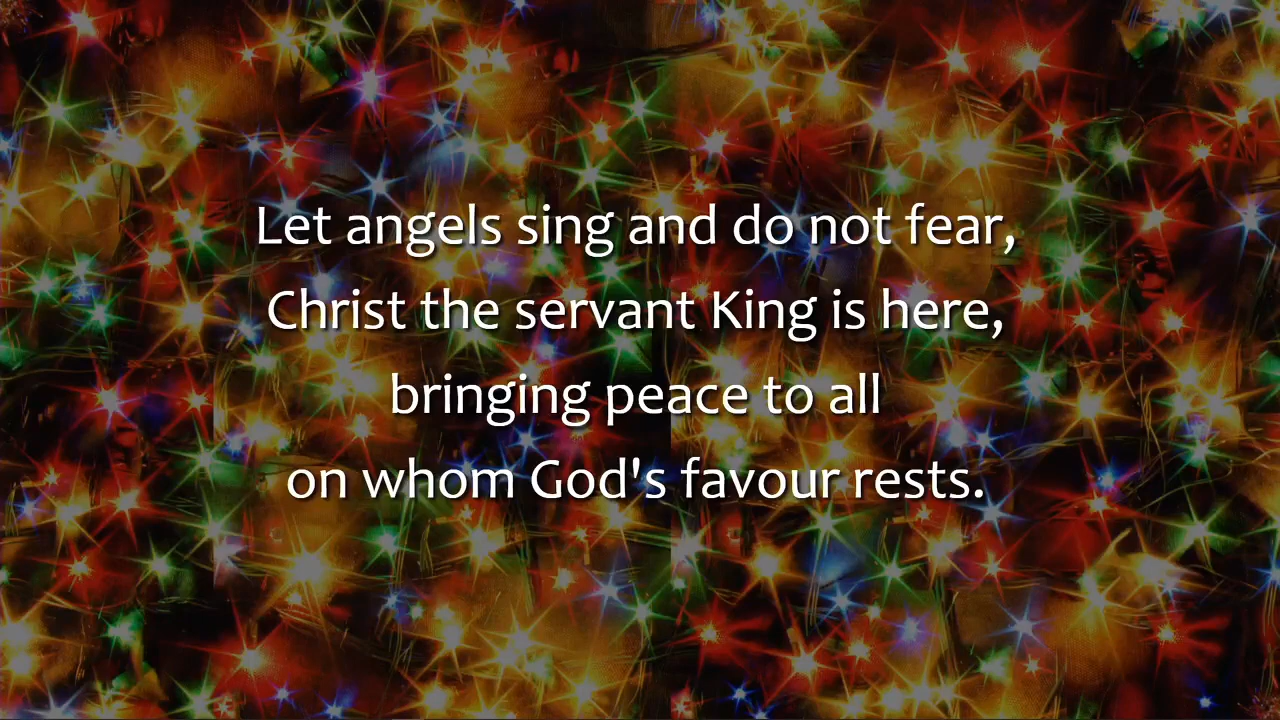 Let angels sing and do not fear,
Christ the servant King is here,
bringing peace to all
on whom God's favour rests.